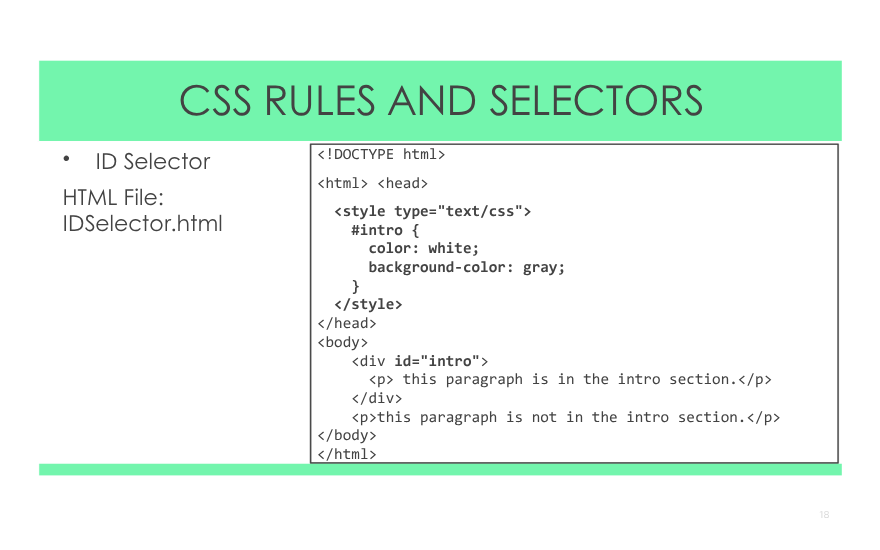 CSS RULES AND SELECTORS
• ID Selector
HTML File:
IDSelector.html
<!DOCTYPE html>
<html> <head>
<style type="text/css">
#intro {
color: white;
background-color: gray;
}
</style>
</head>
<body>
<div id="intro">
<p> this paragraph is in the intro section.</p>
</div>
<p>this paragraph is not in the intro section.</p>
</body>
</html>
18